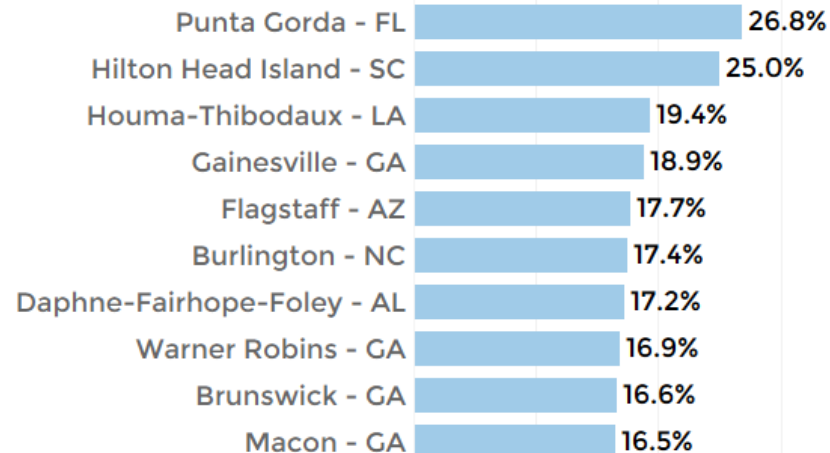 Punta Gorda - FL 26.8%
Hilton Head Island - SC 25.0%
Houma-Thibodaux - LA 19.4%
Gainesville - GA 18.9%
Flagstaff - AZ 17.7%
Burlington - NC 17.4%
Daphne-Fairhope-Foley - AL 17.2%
Warner Robins - GA 16.9%
Brunswick - GA 16.6%
Macon - GA 16.5%